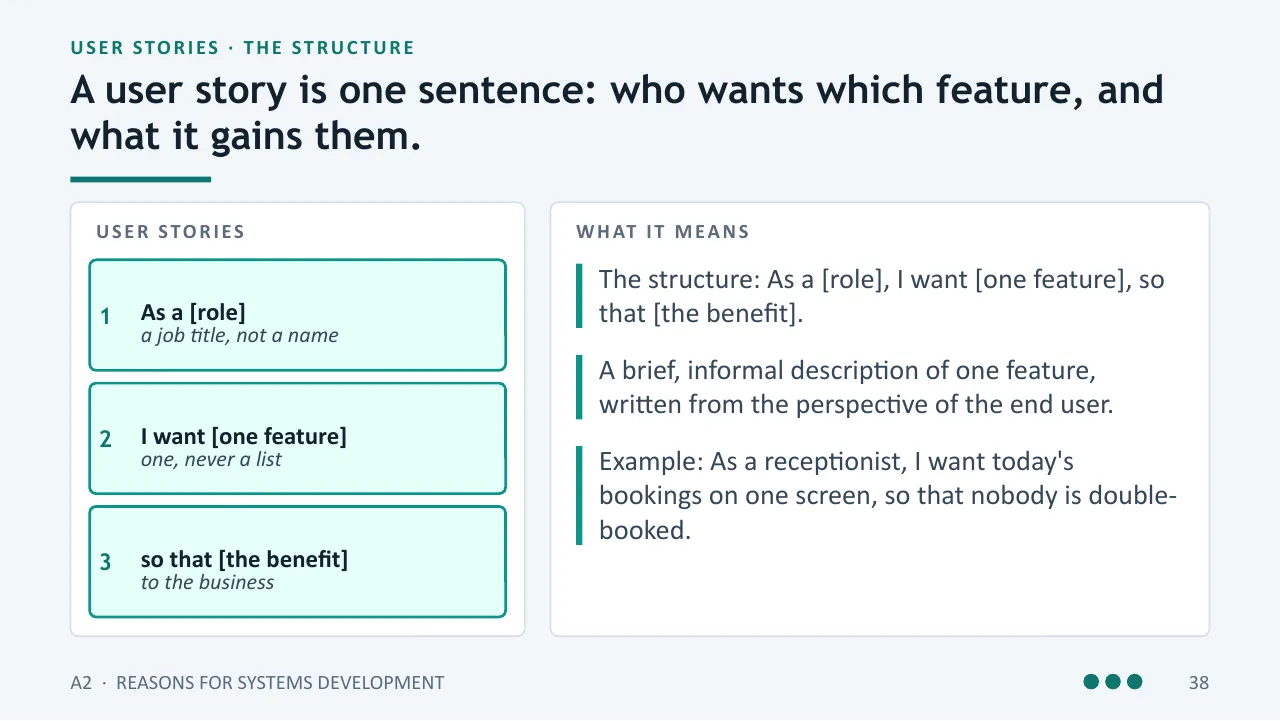 USER STORIES · THE STRUCTURE
A user story is one sentence: who wants which feature, and
what it gains them.
USER STORIES
1
As a [role]
a job title, not a name
2
I want [one feature]
one, never a list
3
so that [the benefit]
to the business
WHAT IT MEANS
The structure: As a [role], I want [one feature], so
that [the benefit].
A brief, informal description of one feature,
written from the perspective of the end user.
Example: As a receptionist, I want today's
bookings on one screen, so that nobody is double-
booked.
A2 · REASONS FOR SYSTEMS DEVELOPMENT
38